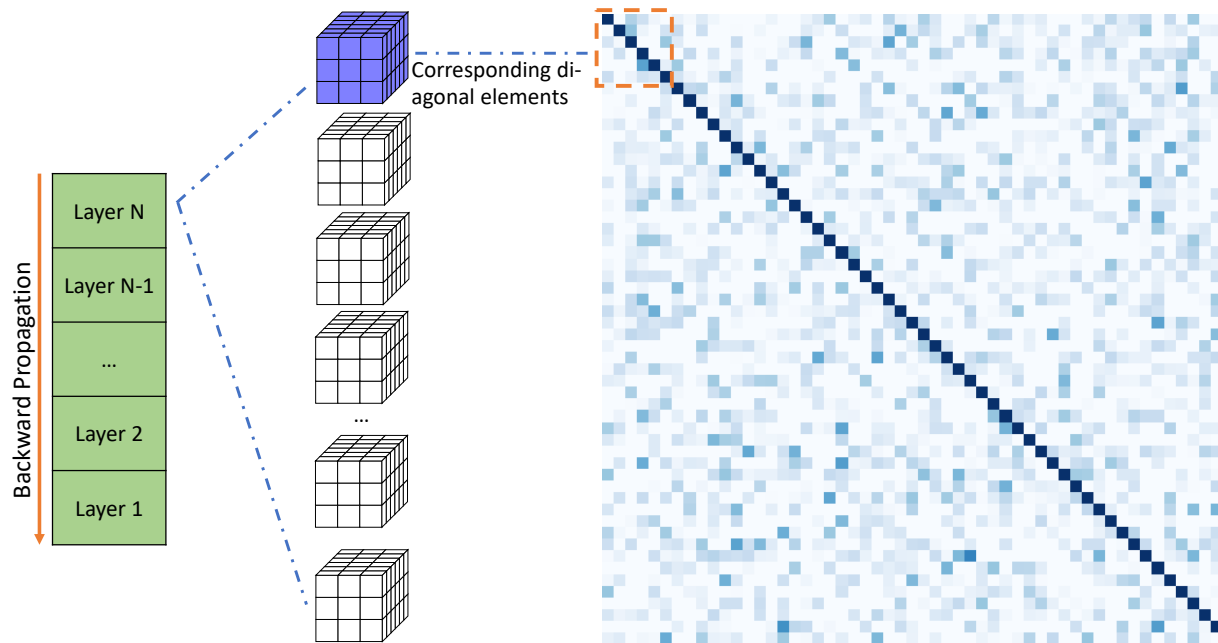 Backward Propagation
Layer N
Layer N-1
...
Layer 2
Layer 1
...
Corresponding di-
agonal elements